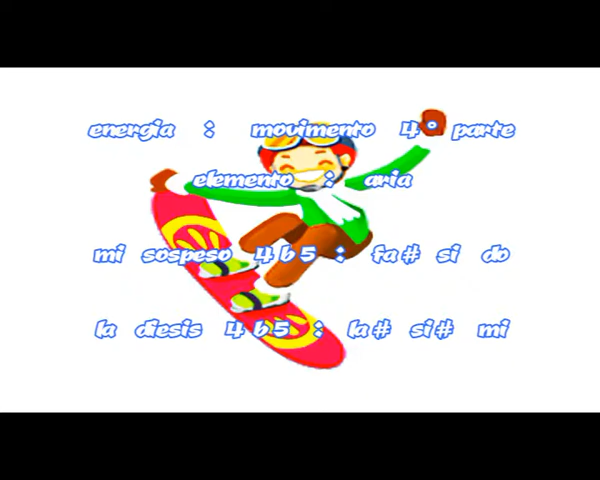 energia : movimento 4° parte
elemento : aria
mi sospeso 4 b 5 : fa# si do
la diesis 4 b 5 : la# si# mi